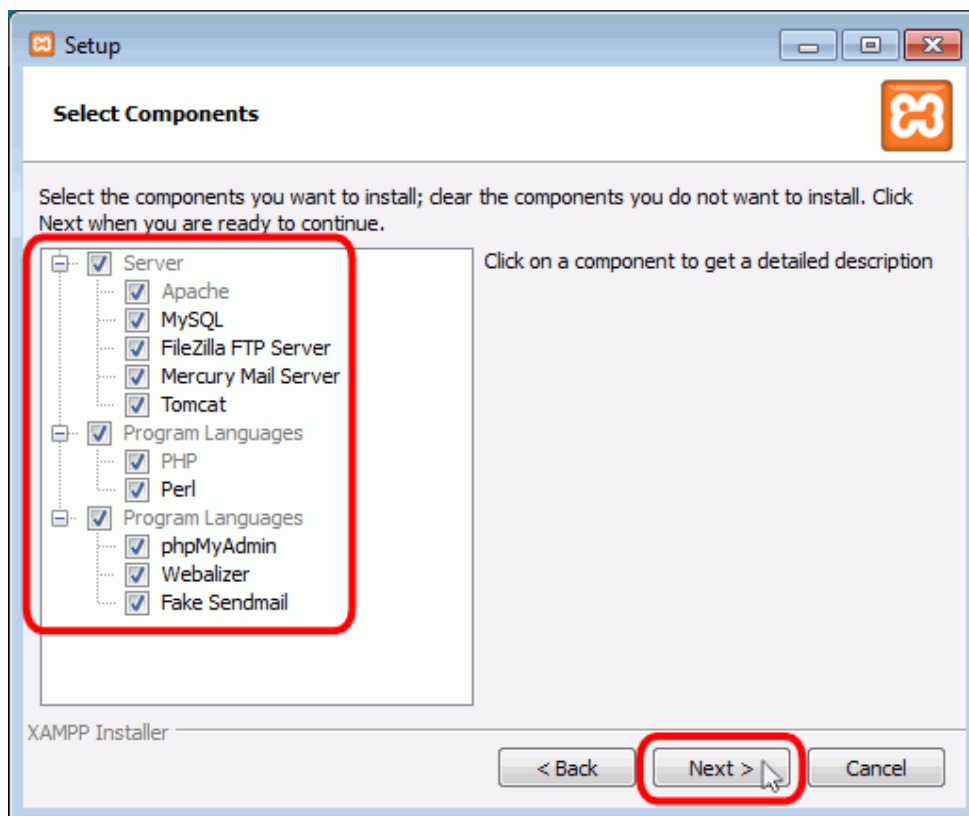 Setup
Select Components
Select the components you want to install; clear the components you do not want to install. Click
Next when you are ready to continue.
Server
Apache
MySQL
FileZilla FTP Server
Mercury Mail Server
Tomcat
Program Languages
PHP
Perl
Program Languages
phpMyAdmin
Webalizer
Fake Sendmail
Click on a component to get a detailed description
XAMPP Installer
< Back
Next >
Cancel